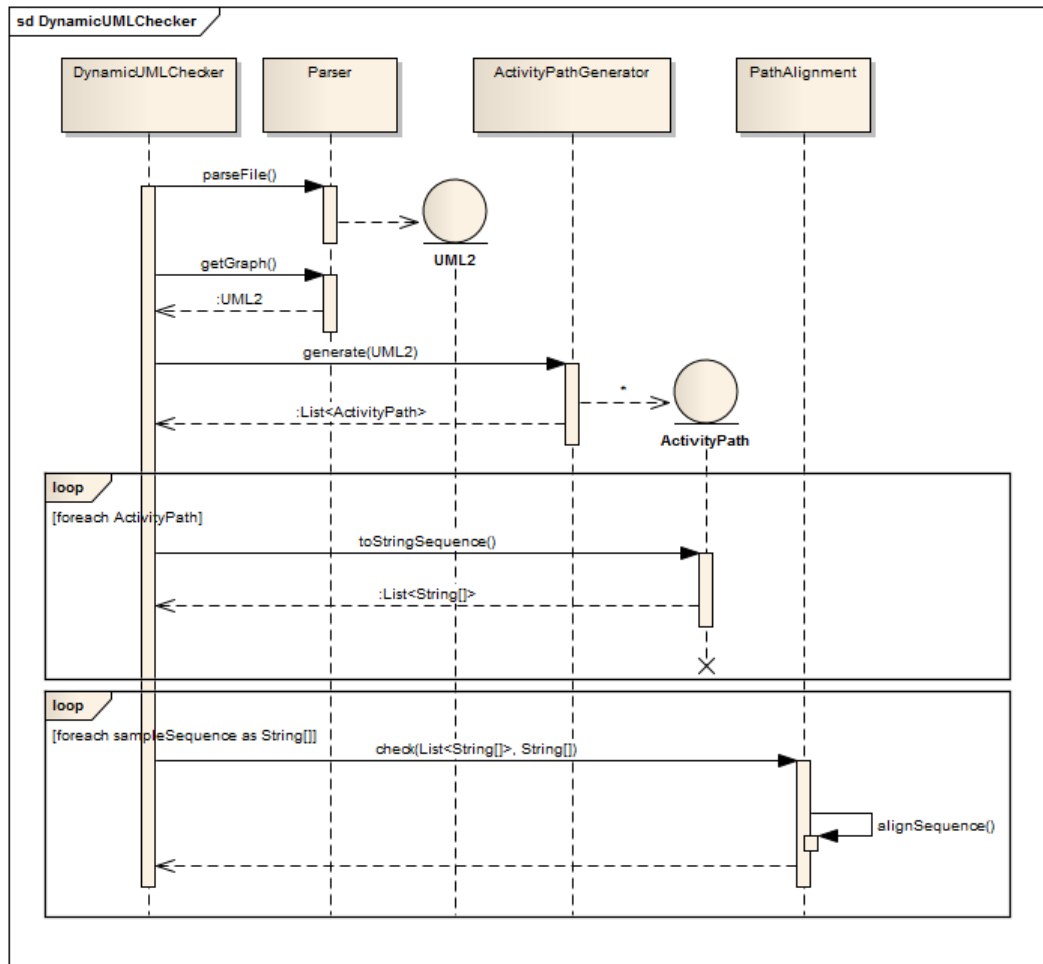 sd DynamicUMLChecker
DynamicUMLChecker
Parser
ActivityPathGenerator
PathAlignment
parseFile()
UML2
getGraph()
:UML2
generate(UML2)
*
:List<ActivityPath>
ActivityPath
loop
[foreach ActivityPath]
toStringSequence()
:List<String[]>
loop
[foreach sampleSequence as String[]]
check(List<String[]>, String[])
alignSequence()